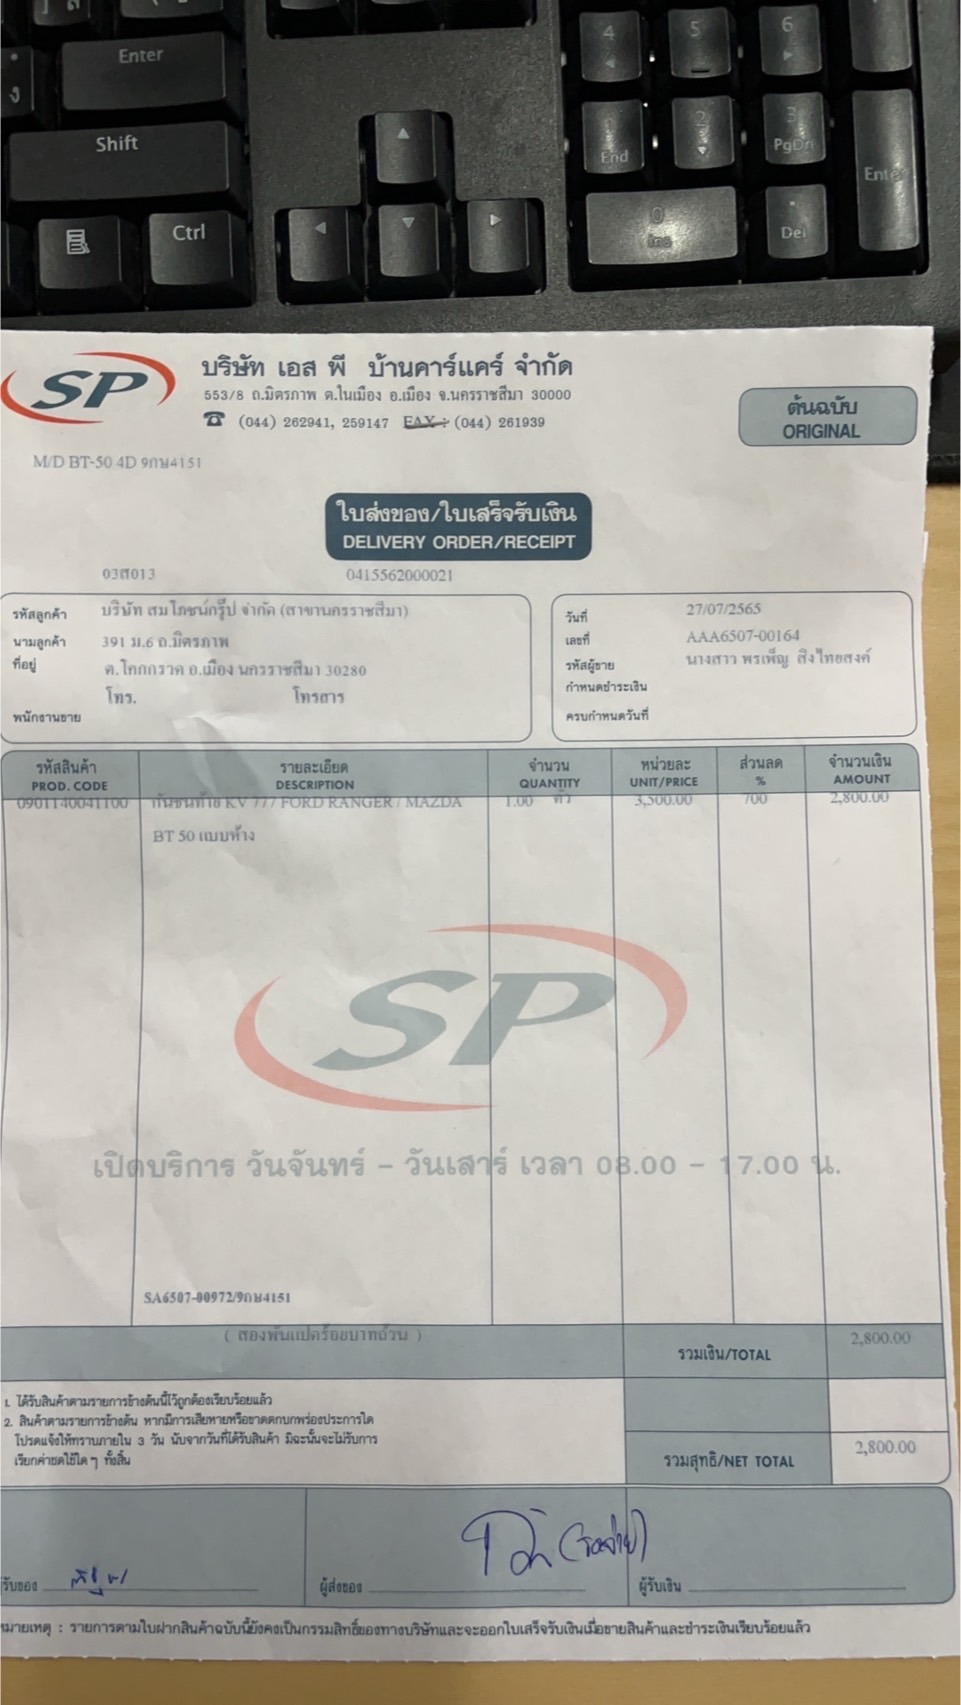 Enter
4
5
6
Shift
End
2
3
PgDn
Enter
Ctrl
0
Ins
Del
SP
บริษัท เอส พี บ้านคาร์แคร์ จำกัด
553/8 ถ.มิตรภาพ ต.ในเมือง อ.เมือง จ.นครราชสีมา 30000
(044) 262941, 259147 FAX : (044) 261939
ต้นฉบับ
ORIGINAL
M/D BT-50 4D 9กษ4151
ใบส่งของ/ใบเสร็จรับเงิน
DELIVERY ORDER/RECEIPT
03ส013 0415562000021
รหัสลูกค้า บริษัท สมโภชน์กรุ๊ป จำกัด (สาขานครราชสีมา)
นามลูกค้า 391 ม.6 ถ.มิตรภาพ
ที่อยู่ ต.โคกกรวด อ.เมือง นครราชสีมา 30280
โทร. โทรสาร
พนักงานขาย
วันที่ 27/07/2565
เลขที่ AAA6507-00164
รหัสผู้ขาย นางสาว พรเพ็ญ สิงไทยสงค์
กำหนดชำระเงิน
ครบกำหนดวันที่
รหัสสินค้า รายละเอียด จำนวน หน่วยละ ส่วนลด จำนวนเงิน
PROD. CODE DESCRIPTION QUANTITY UNIT/PRICE % AMOUNT
0901140041100 กันชนท้าย KV 777 FORD RANGER / MAZDA 1.00 ตัว 3,500.00 700 2,800.00
BT 50 แบบห้าง
SP
เปิดบริการ วันจันทร์ - วันเสาร์ เวลา 08.00 - 17.00 น.
SA6507-00972/9กษ4151
( สองพันแปดร้อยบาทถ้วน )
รวมเงิน/TOTAL 2,800.00
1. ได้รับสินค้าตามรายการข้างต้นนี้ไว้ถูกต้องเรียบร้อยแล้ว
2. สินค้าตามรายการข้างต้น หากมีการเสียหายหรือขาดตกบกพร่องประการใด
โปรดแจ้งให้ทราบภายใน 3 วัน นับจากวันที่ได้รับสินค้า มิฉะนั้นจะไม่รับการ
เรียกค่าชดใช้ใดๆ ทั้งสิ้น
รวมสุทธิ/NET TOTAL 2,800.00
รับของ
ผู้ส่งของ
ผู้รับเงิน
หมายเหตุ : รายการตามใบฝากสินค้าฉบับนี้ยังคงเป็นกรรมสิทธิ์ของทางบริษัทและจะออกใบเสร็จรับเงินเมื่อขายสินค้าและชำระเงินเรียบร้อยแล้ว